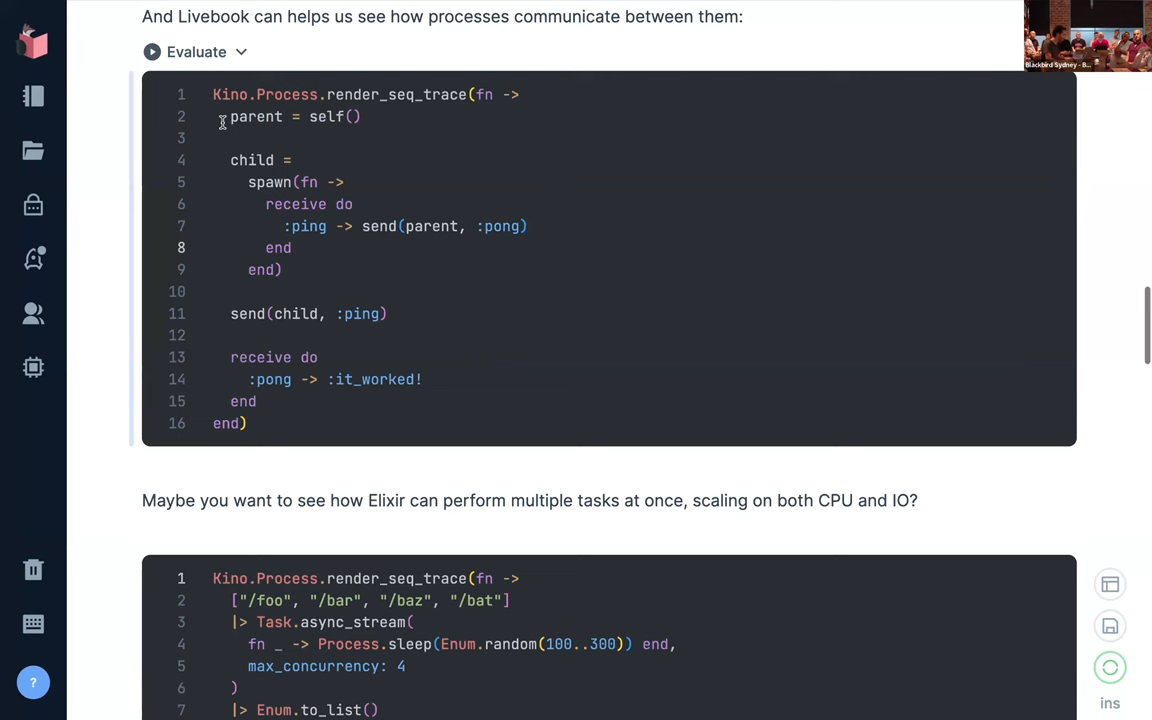 And Livebook can helps us see how processes communicate between them:
Blackbird Sydney - B...
Evaluate
1 Kino.Process.render_seq_trace(fn ->
2 parent = self()
3
4 child =
5 spawn(fn ->
6 receive do
7 :ping -> send(parent, :pong)
8 end
9 end)
10
11 send(child, :ping)
12
13 receive do
14 :pong -> :it_worked!
15 end
16 end)
Maybe you want to see how Elixir can perform multiple tasks at once, scaling on both CPU and IO?
1 Kino.Process.render_seq_trace(fn ->
2 ["/foo", "/bar", "/baz", "/bat"]
3 |> Task.async_stream(
4 fn _ -> Process.sleep(Enum.random(100..300)) end,
5 max_concurrency: 4
6 )
7 |> Enum.to_list()
?
ins